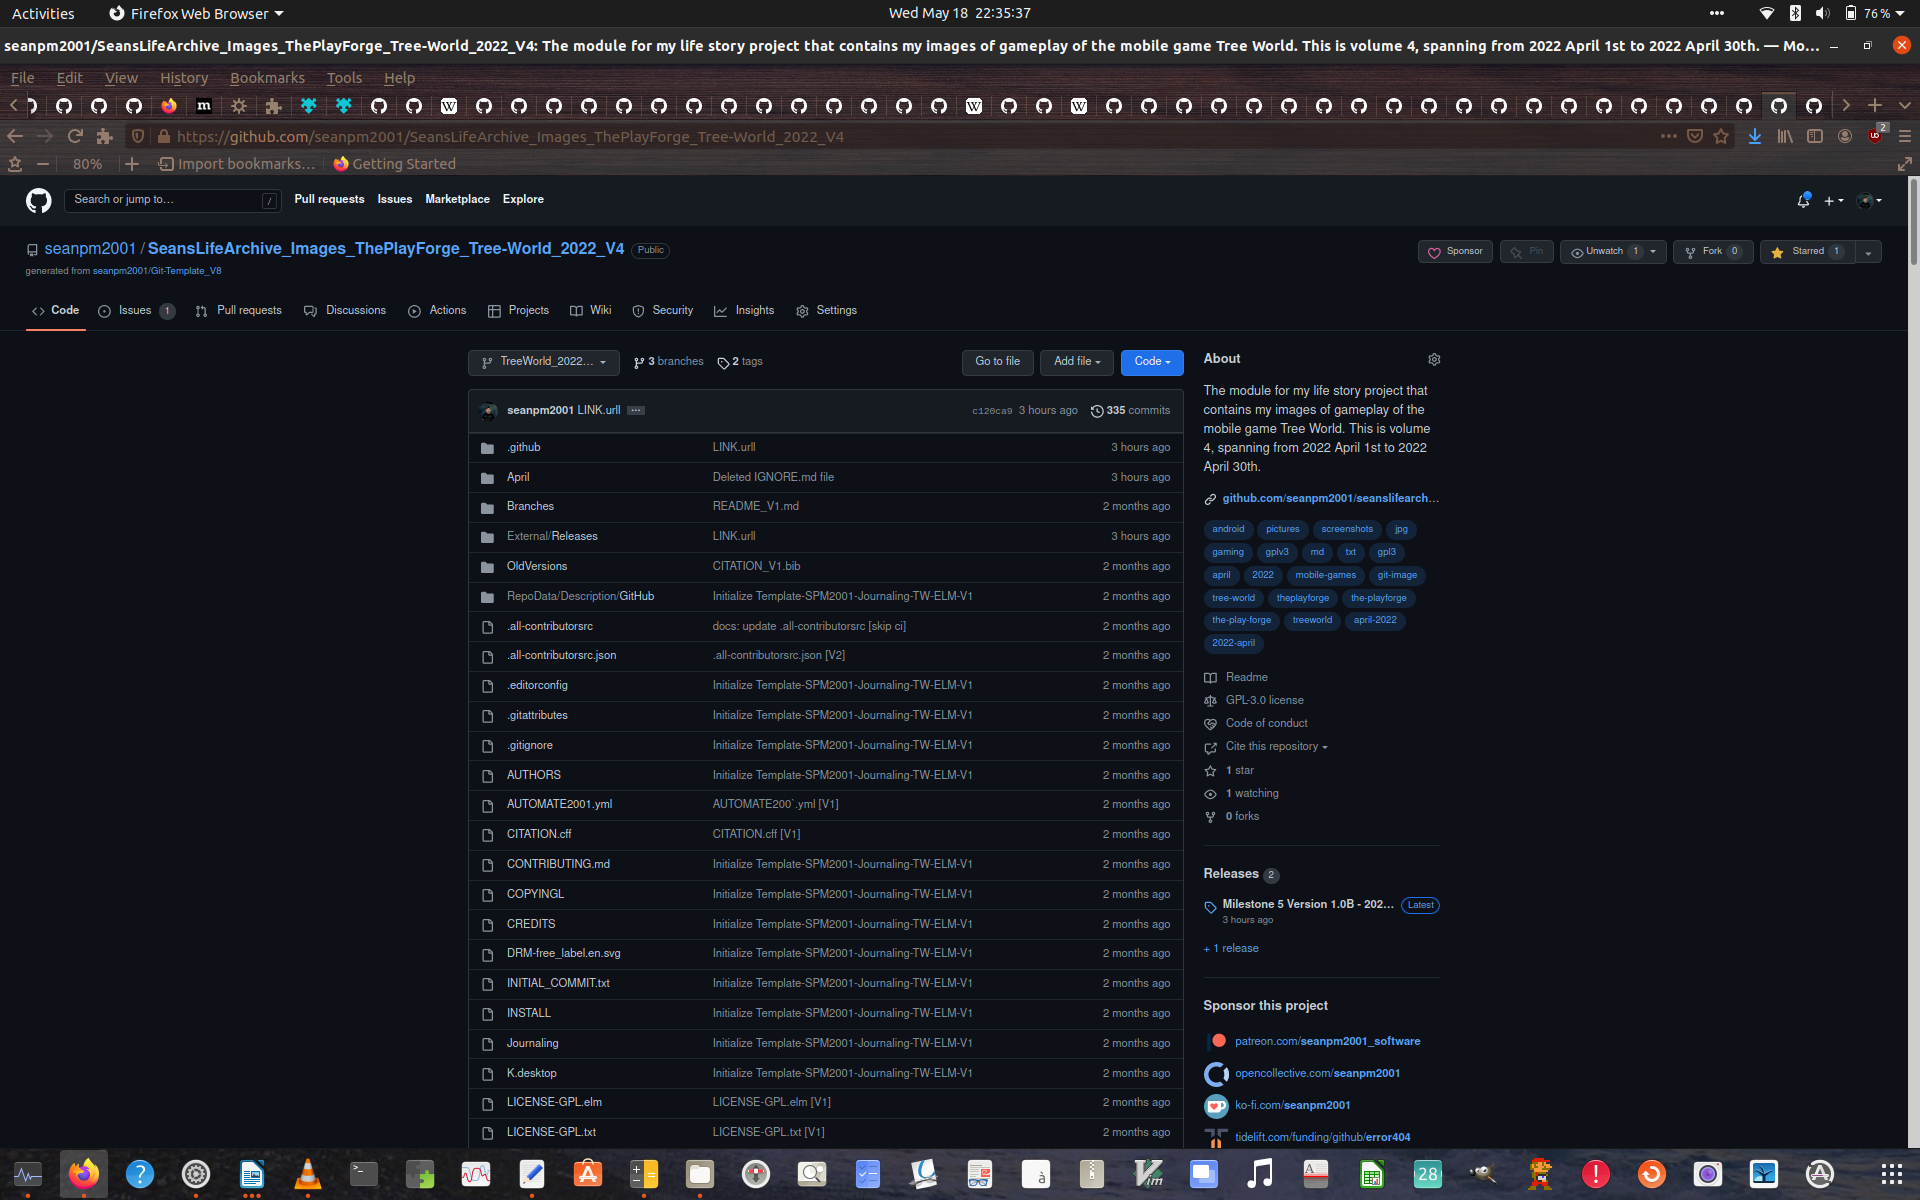 Activities Firefox Web Browser Wed May 18 22:35:37 76 %
seanpm2001/SeansLifeArchive_Images_ThePlayForge_Tree-World_2022_V4: The module for my life story project that contains my images of gameplay of the mobile game Tree World. This is volume 4, spanning from 2022 April 1st to 2022 April 30th. — Mo...
File Edit View History Bookmarks Tools Help
https://github.com/seanpm2001/SeansLifeArchive_Images_ThePlayForge_Tree-World_2022_V4 2
80% Import bookmarks... Getting Started
Search or jump to... / Pull requests Issues Marketplace Explore
seanpm2001 / SeansLifeArchive_Images_ThePlayForge_Tree-World_2022_V4 Public Sponsor Pin Unwatch 1 Fork 0 Starred 1
generated from seanpm2001/Git-Template_V8
Code Issues 1 Pull requests Discussions Actions Projects Wiki Security Insights Settings
TreeWorld_2022... 3 branches 2 tags Go to file Add file Code
seanpm2001 LINK.urll ... c120ca9 3 hours ago 335 commits
.github LINK.urll 3 hours ago
April Deleted IGNORE.md file 3 hours ago
Branches README_V1.md 2 months ago
External/Releases LINK.urll 3 hours ago
OldVersions CITATION_V1.bib 2 months ago
RepoData/Description/GitHub Initialize Template-SPM2001-Journaling-TW-ELM-V1 2 months ago
.all-contributorsrc docs: update .all-contributorsrc [skip ci] 2 months ago
.all-contributorsrc.json .all-contributorsrc.json [V2] 2 months ago
.editorconfig Initialize Template-SPM2001-Journaling-TW-ELM-V1 2 months ago
.gitattributes Initialize Template-SPM2001-Journaling-TW-ELM-V1 2 months ago
.gitignore Initialize Template-SPM2001-Journaling-TW-ELM-V1 2 months ago
AUTHORS Initialize Template-SPM2001-Journaling-TW-ELM-V1 2 months ago
AUTOMATE2001.yml AUTOMATE200`.yml [V1] 2 months ago
CITATION.cff CITATION.cff [V1] 2 months ago
CONTRIBUTING.md Initialize Template-SPM2001-Journaling-TW-ELM-V1 2 months ago
COPYINGL Initialize Template-SPM2001-Journaling-TW-ELM-V1 2 months ago
CREDITS Initialize Template-SPM2001-Journaling-TW-ELM-V1 2 months ago
DRM-free_label.en.svg Initialize Template-SPM2001-Journaling-TW-ELM-V1 2 months ago
INITIAL_COMMIT.txt Initialize Template-SPM2001-Journaling-TW-ELM-V1 2 months ago
INSTALL Initialize Template-SPM2001-Journaling-TW-ELM-V1 2 months ago
Journaling Initialize Template-SPM2001-Journaling-TW-ELM-V1 2 months ago
K.desktop Initialize Template-SPM2001-Journaling-TW-ELM-V1 2 months ago
LICENSE-GPL.elm LICENSE-GPL.elm [V1] 2 months ago
LICENSE-GPL.txt LICENSE-GPL.txt [V1] 2 months ago
About
The module for my life story project that
contains my images of gameplay of the
mobile game Tree World. This is volume
4, spanning from 2022 April 1st to 2022
April 30th.
github.com/seanpm2001/seanslifearch...
android pictures screenshots jpg
gaming gplv3 md txt gpl3
april 2022 mobile-games git-image
tree-world theplayforge the-playforge
the-play-forge treeworld april-2022
2022-april
Readme
GPL-3.0 license
Code of conduct
Cite this repository
1 star
1 watching
0 forks
Releases 2
Milestone 5 Version 1.0B - 202... Latest
3 hours ago
+ 1 release
Sponsor this project
patreon.com/seanpm2001_software
opencollective.com/seanpm2001
ko-fi.com/seanpm2001
tidelift.com/funding/github/error404
28